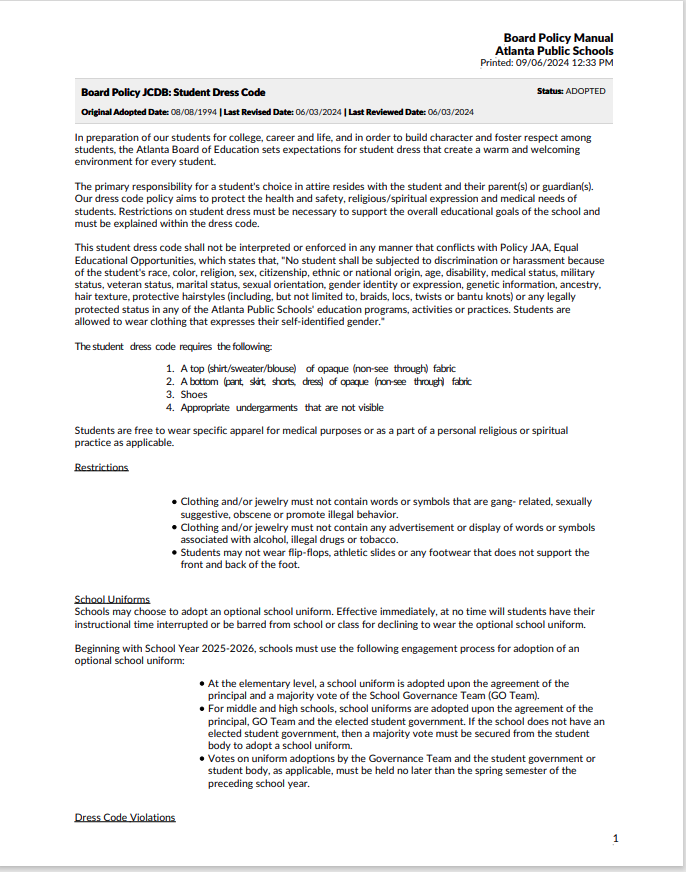 Board Policy Manual
Atlanta Public Schools
Printed: 09/06/2024 12:33 PM
Board Policy JCDB: Student Dress Code
Status: ADOPTED
Original Adopted Date: 08/08/1994 | Last Revised Date: 06/03/2024 | Last Reviewed Date: 06/03/2024
In preparation of our students for college, career and life, and in order to build character and foster respect among
students, the Atlanta Board of Education sets expectations for student dress that create a warm and welcoming
environment for every student.
The primary responsibility for a student's choice in attire resides with the student and their parent(s) or guardian(s).
Our dress code policy aims to protect the health and safety, religious/spiritual expression and medical needs of
students. Restrictions on student dress must be necessary to support the overall educational goals of the school and
must be explained within the dress code.
This student dress code shall not be interpreted or enforced in any manner that conflicts with Policy JAA, Equal
Educational Opportunities, which states that, "No student shall be subjected to discrimination or harassment because
of the student's race, color, religion, sex, citizenship, ethnic or national origin, age, disability, medical status, military
status, veteran status, marital status, sexual orientation, gender identity or expression, genetic information, ancestry,
hair texture, protective hairstyles (including, but not limited to, braids, locs, twists or bantu knots) or any legally
protected status in any of the Atlanta Public Schools' education programs, activities or practices. Students are
allowed to wear clothing that expresses their self-identified gender."
The student dress code requires the following:
1. A top (shirt/sweater/blouse) of opaque (non-see through) fabric
2. A bottom (pant, skirt, shorts, dress) of opaque (non-see through) fabric
3. Shoes
4. Appropriate undergarments that are not visible
Students are free to wear specific apparel for medical purposes or as a part of a personal religious or spiritual
practice as applicable.
Restrictions
• Clothing and/or jewelry must not contain words or symbols that are gang- related, sexually
suggestive, obscene or promote illegal behavior.
• Clothing and/or jewelry must not contain any advertisement or display of words or symbols
associated with alcohol, illegal drugs or tobacco.
• Students may not wear flip-flops, athletic slides or any footwear that does not support the
front and back of the foot.
School Uniforms
Schools may choose to adopt an optional school uniform. Effective immediately, at no time will students have their
instructional time interrupted or be barred from school or class for declining to wear the optional school uniform.
Beginning with School Year 2025-2026, schools must use the following engagement process for adoption of an
optional school uniform:
• At the elementary level, a school uniform is adopted upon the agreement of the
principal and a majority vote of the School Governance Team (GO Team).
• For middle and high schools, school uniforms are adopted upon the agreement of the
principal, GO Team and the elected student government. If the school does not have an
elected student government, then a majority vote must be secured from the student
body to adopt a school uniform.
• Votes on uniform adoptions by the Governance Team and the student government or
student body, as applicable, must be held no later than the spring semester of the
preceding school year.
Dress Code Violations
1